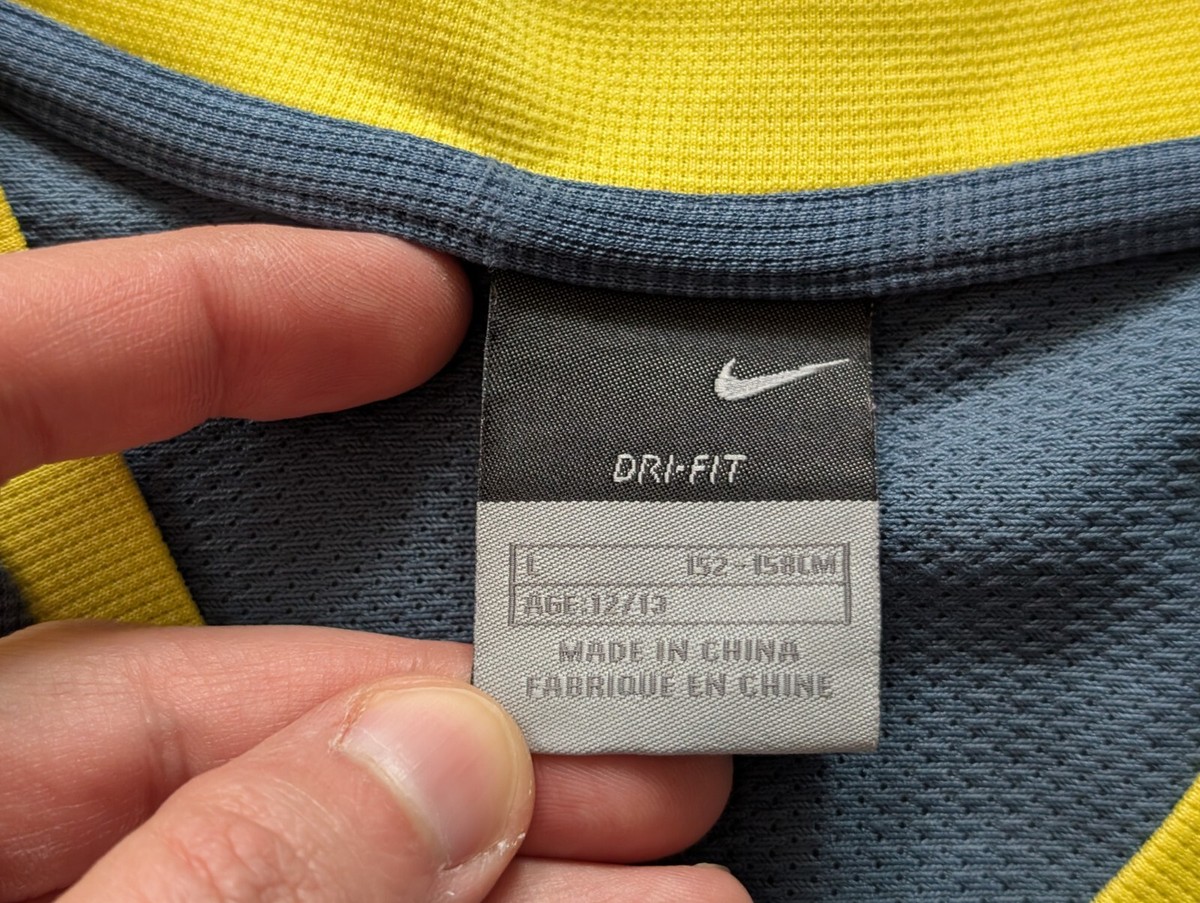 DRI-FIT
L 152-158CM
AGE:12/13
MADE IN CHINA
FABRIQUE EN CHINE